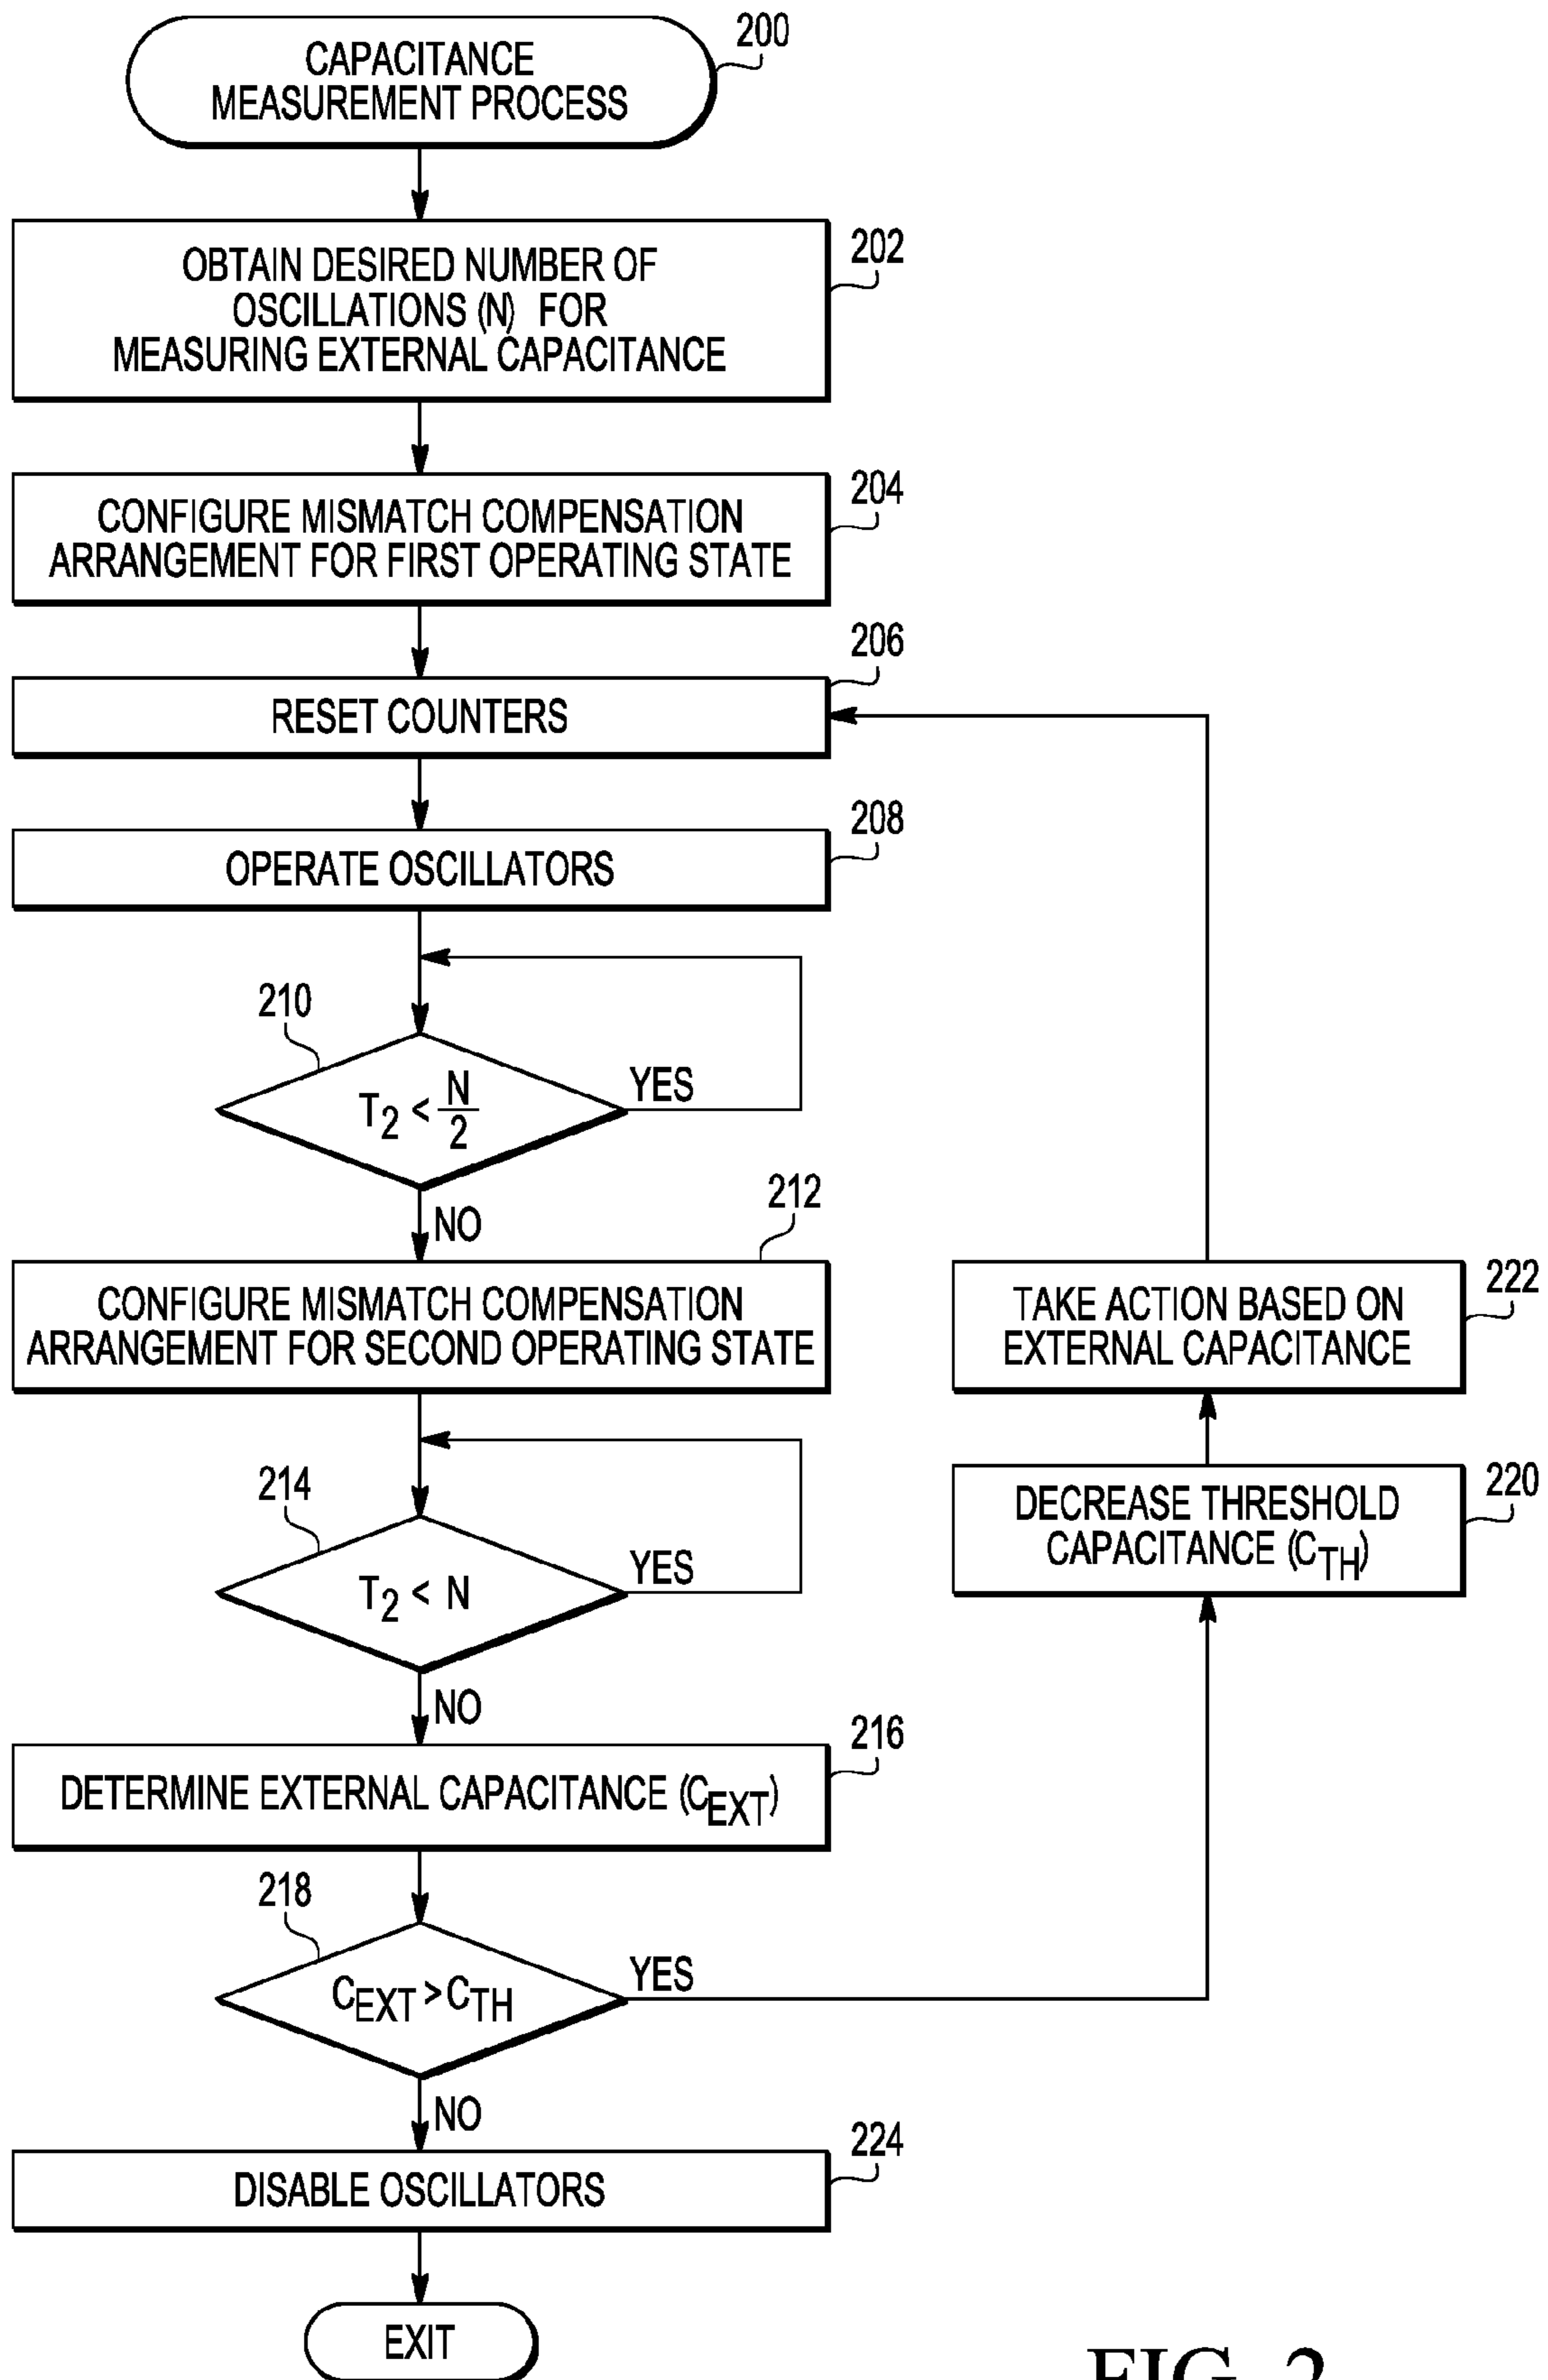 CAPACITANCE
MEASUREMENT PROCESS
200
OBTAIN DESIRED NUMBER OF
OSCILLATIONS (N) FOR
MEASURING EXTERNAL CAPACITANCE
202
CONFIGURE MISMATCH COMPENSATION
ARRANGEMENT FOR FIRST OPERATING STATE
204
RESET COUNTERS
206
OPERATE OSCILLATORS
208
210
T2 < N/2
YES
NO
212
CONFIGURE MISMATCH COMPENSATION
ARRANGEMENT FOR SECOND OPERATING STATE
TAKE ACTION BASED ON
EXTERNAL CAPACITANCE
222
214
T2 < N
YES
NO
DECREASE THRESHOLD
CAPACITANCE (CTH)
220
DETERMINE EXTERNAL CAPACITANCE (CEXT)
216
218
CEXT > CTH
YES
NO
DISABLE OSCILLATORS
224
EXIT
FIG. 2